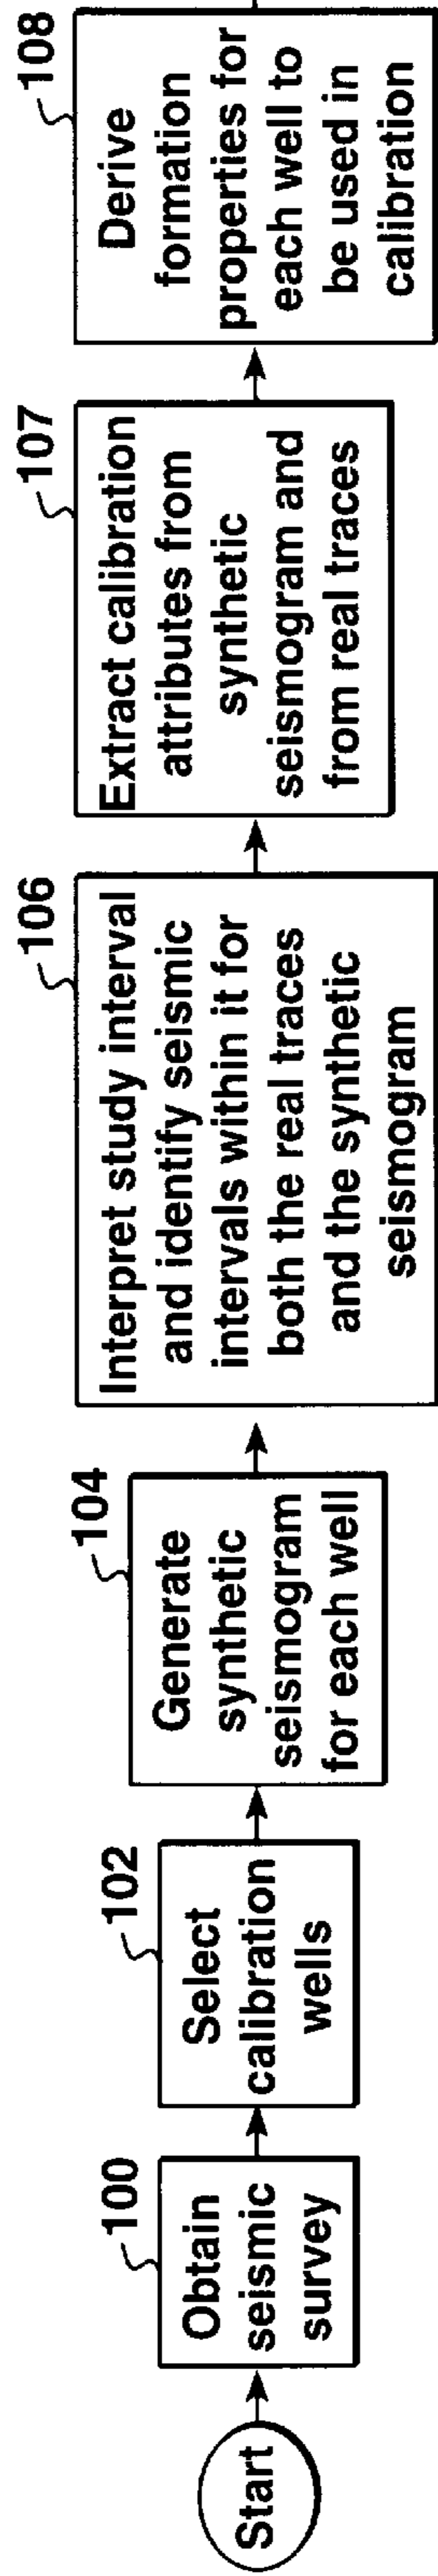 Start
100
Obtain
seismic
survey
102
Select
calibration
wells
104
Generate
synthetic
seismogram
for each well
106
Interpret study interval
and identify seismic
intervals within it for
both the real traces
and the synthetic
seismogram
107
Extract calibration
attributes from
synthetic
seismogram and
from real traces
108
Derive
formation
properties for
each well to
be used in
calibration